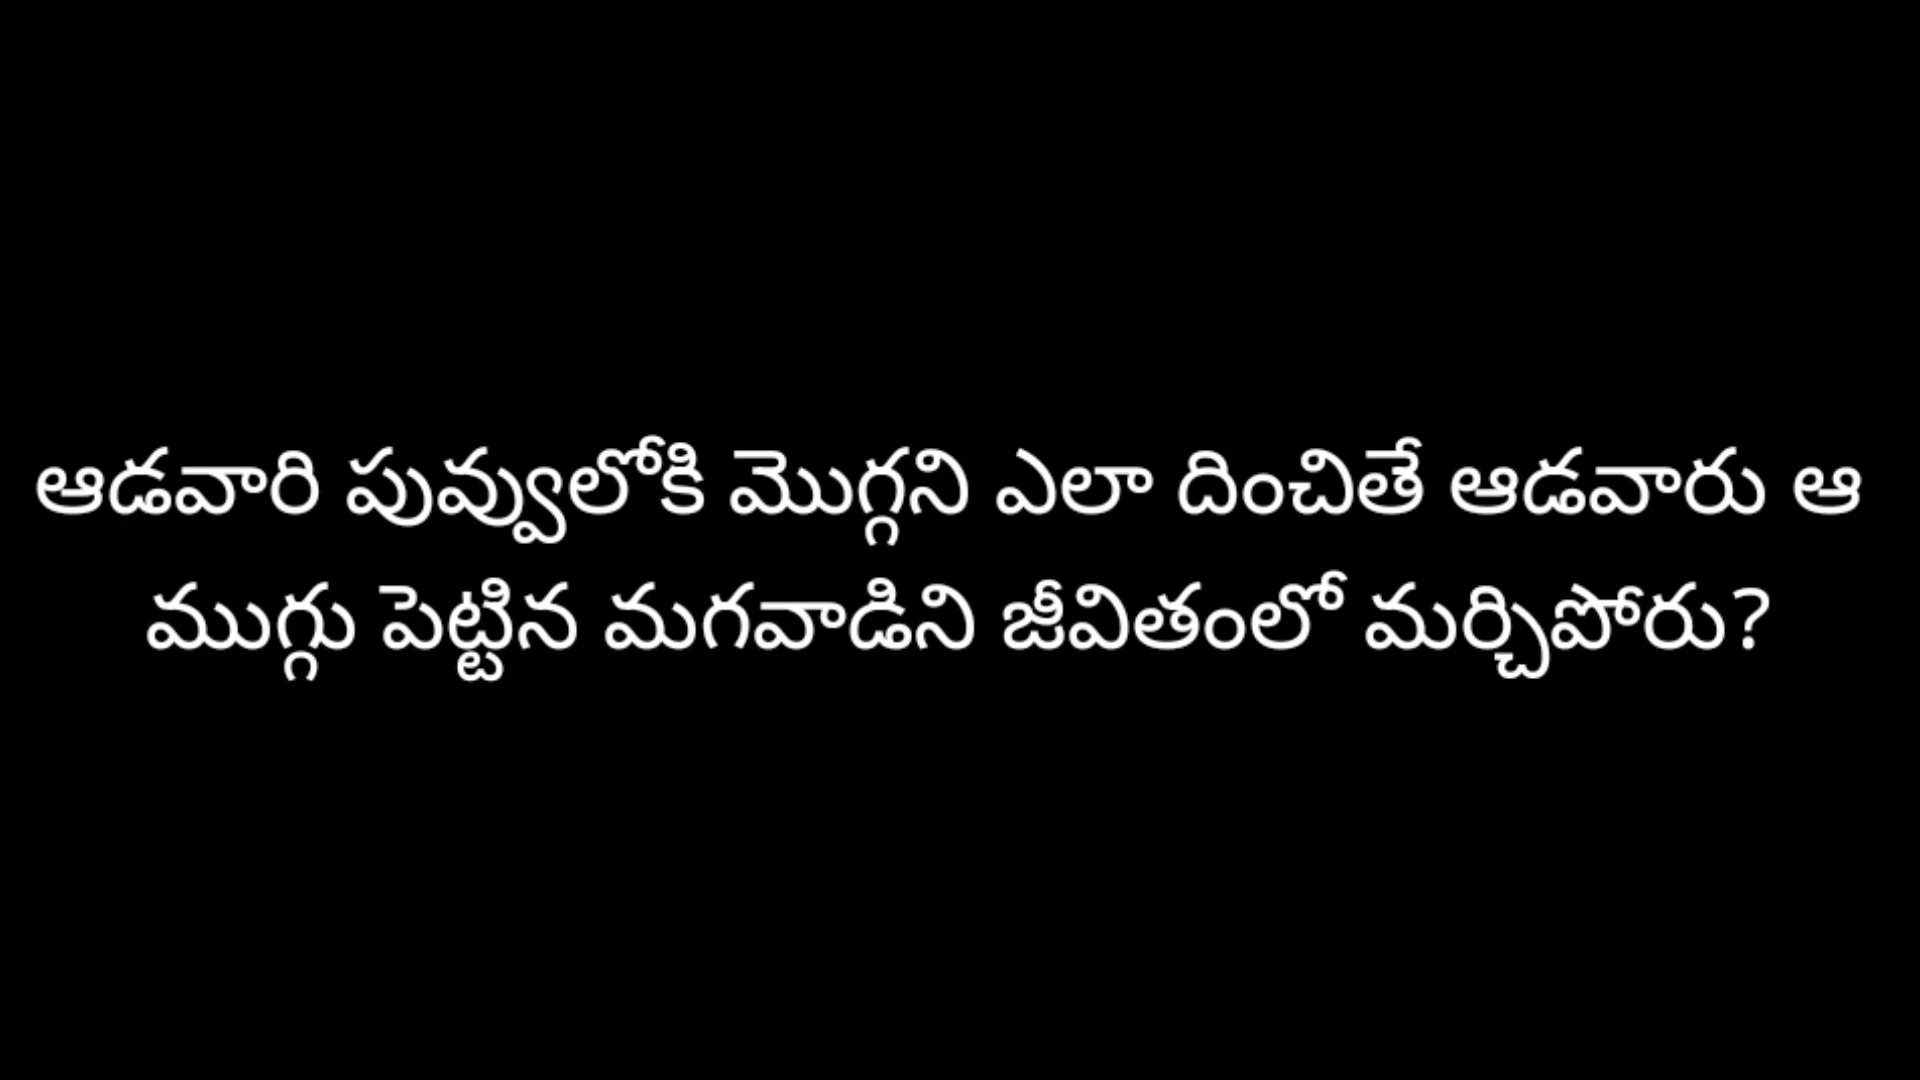 ఆడవారి పువ్వులోకి మొగ్గని ఎలా దించితే ఆడవారు ఆ
ముగ్గు పెట్టిన మగవాడిని జీవితంలో మర్చిపోరు?